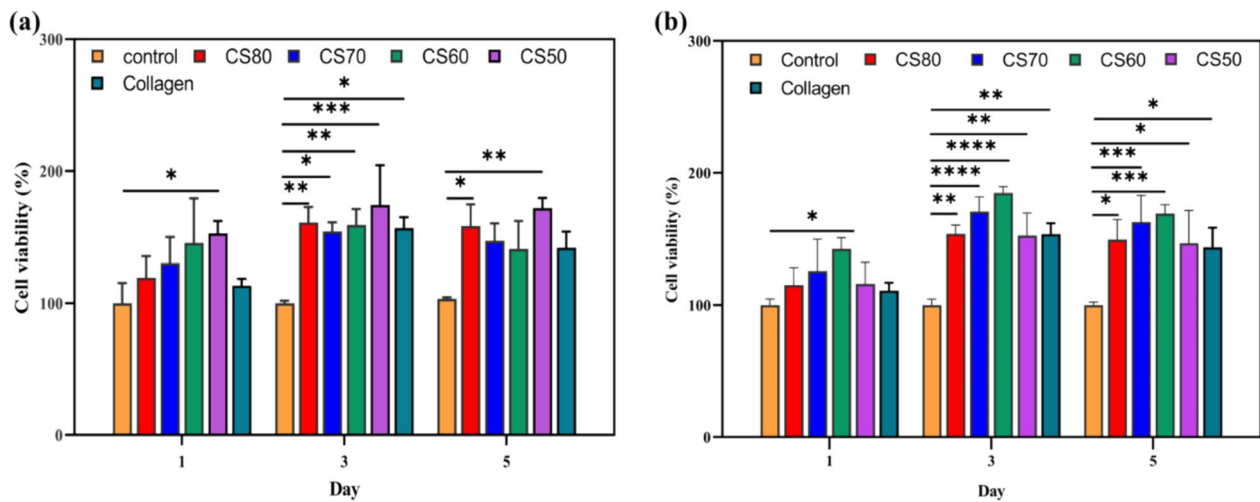 (a)
300
control CS80 CS70 CS60 CS50
Collagen
*
***
**
*
**
*
**
*
200
100
0
Cell viability (%)
1 3 5
Day
(b)
300
Control CS80 CS70 CS60 CS50
Collagen
**
**
****
****
**
*
*
*
***
***
*
200
100
0
Cell viability (%)
1 3 5
Day